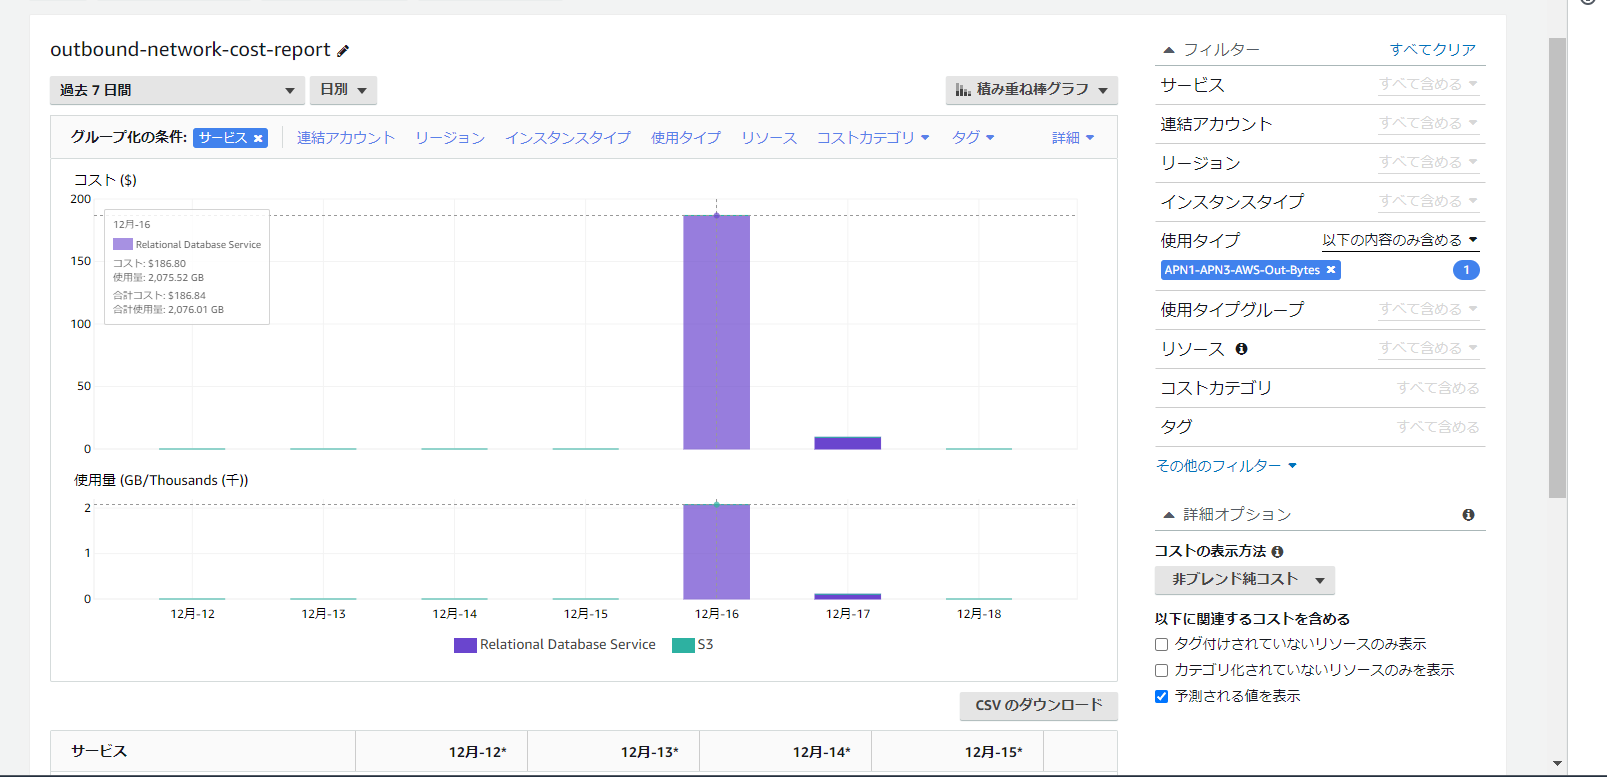 outbound-network-cost-report
過去 7 日間
日別
積み重ね棒グラフ
グループ化の条件: サービス × 連結アカウント リージョン インスタンスタイプ 使用タイプ リソース コストカテゴリ タグ 詳細
コスト ($)
200
150
100
50
0
12月-16
Relational Database Service
コスト: $186.80
使用量: 2,075.52 GB
合計コスト: $186.84
合計使用量: 2,076.01 GB
使用量 (GB/Thousands (千))
2
1
0
12月-12 12月-13 12月-14 12月-15 12月-16 12月-17 12月-18
Relational Database Service S3
CSV のダウンロード
サービス 12月-12* 12月-13* 12月-14* 12月-15*
フィルター すべてクリア
サービス すべて含める
連結アカウント すべて含める
リージョン すべて含める
インスタンスタイプ すべて含める
使用タイプ 以下の内容のみ含める
APN1-APN3-AWS-Out-Bytes × 1
使用タイプグループ すべて含める
リソース すべて含める
コストカテゴリ すべて含める
タグ すべて含める
その他のフィルター
詳細オプション
コストの表示方法
非ブレンド純コスト
以下に関連するコストを含める
タグ付けされていないリソースのみ表示
カテゴリ化されていないリソースのみを表示
予測される値を表示